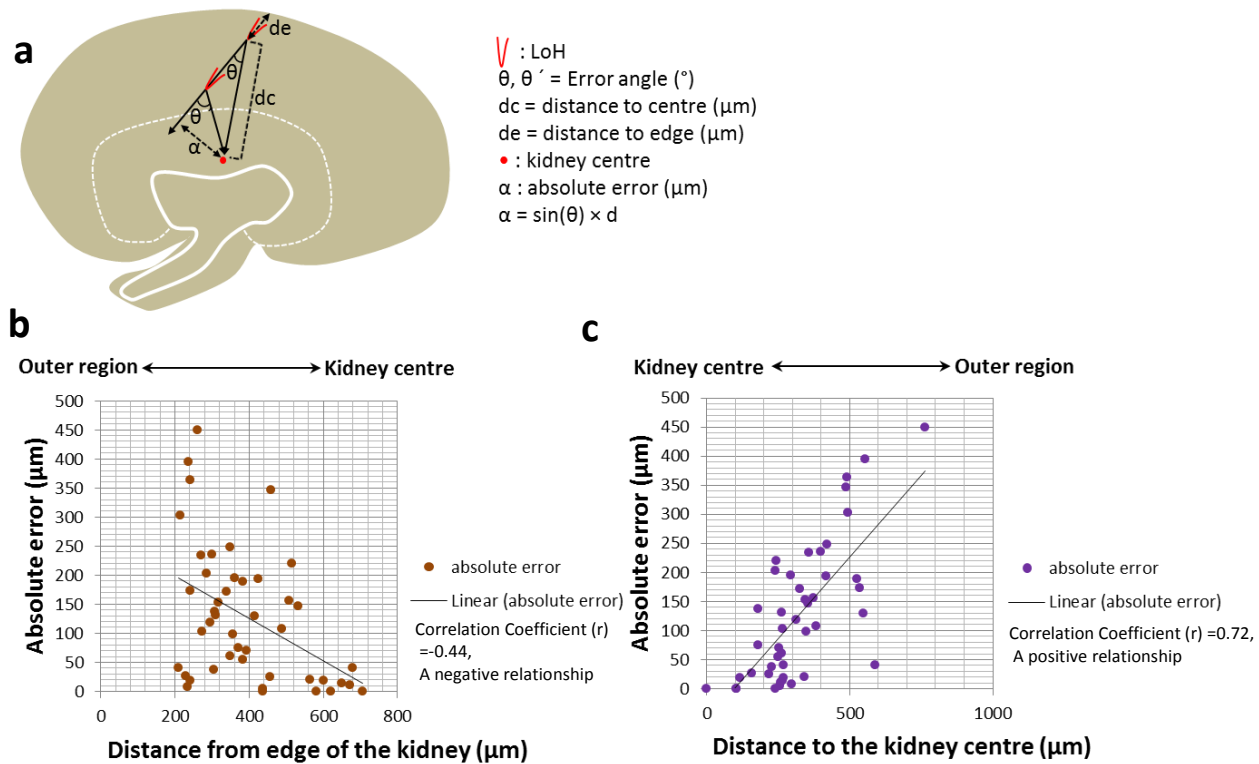 a
de
θ
dc
θ
α
: LoH
θ, θ ´ = Error angle (°)
dc = distance to centre (μm)
de = distance to edge (μm)
: kidney centre
α : absolute error (μm)
α = sin(θ) × d
b
Outer region
Kidney centre
500
450
400
350
300
250
200
150
100
50
0
Absolute error (μm)
0
200
400
600
800
Distance from edge of the kidney (μm)
absolute error
Linear (absolute error)
Correlation Coefficient (r)
=-0.44,
A negative relationship
c
Kidney centre
Outer region
500
450
400
350
300
250
200
150
100
50
0
Absolute error (μm)
0
500
1000
Distance to the kidney centre (μm)
absolute error
Linear (absolute error)
Correlation Coefficient (r) =0.72,
A positive relationship